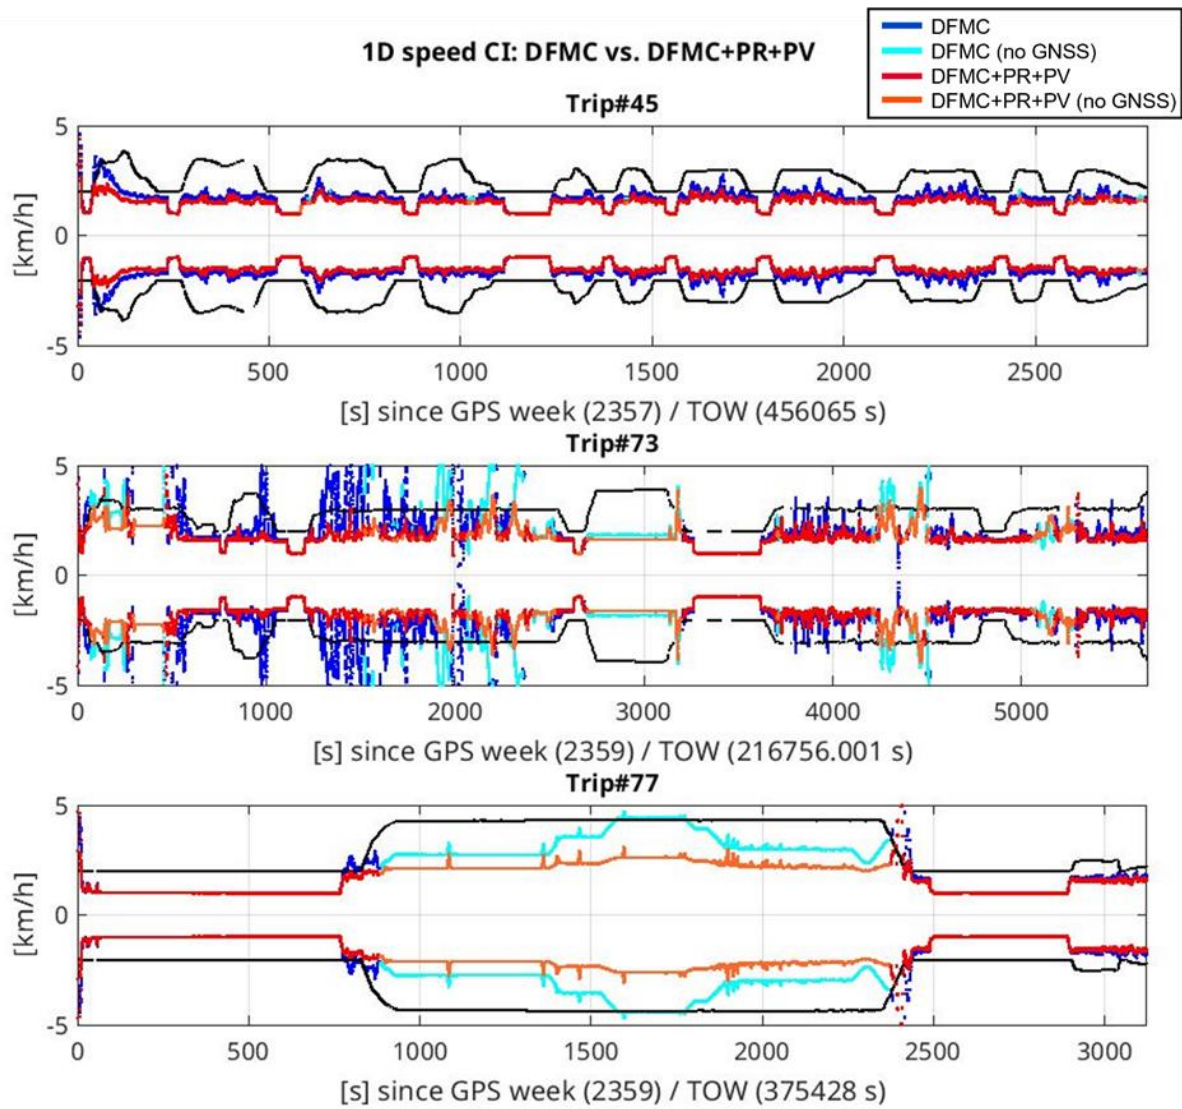 DFMC
DFMC (no GNSS)
DFMC+PR+PV
DFMC+PR+PV (no GNSS)
1D speed CI: DFMC vs. DFMC+PR+PV
Trip#45
[km/h]
5
0
-5
0 500 1000 1500 2000 2500
[s] since GPS week (2357) / TOW (456065 s)
Trip#73
[km/h]
5
0
-5
0 1000 2000 3000 4000 5000
[s] since GPS week (2359) / TOW (216756.001 s)
Trip#77
[km/h]
5
0
-5
0 500 1000 1500 2000 2500 3000
[s] since GPS week (2359) / TOW (375428 s)